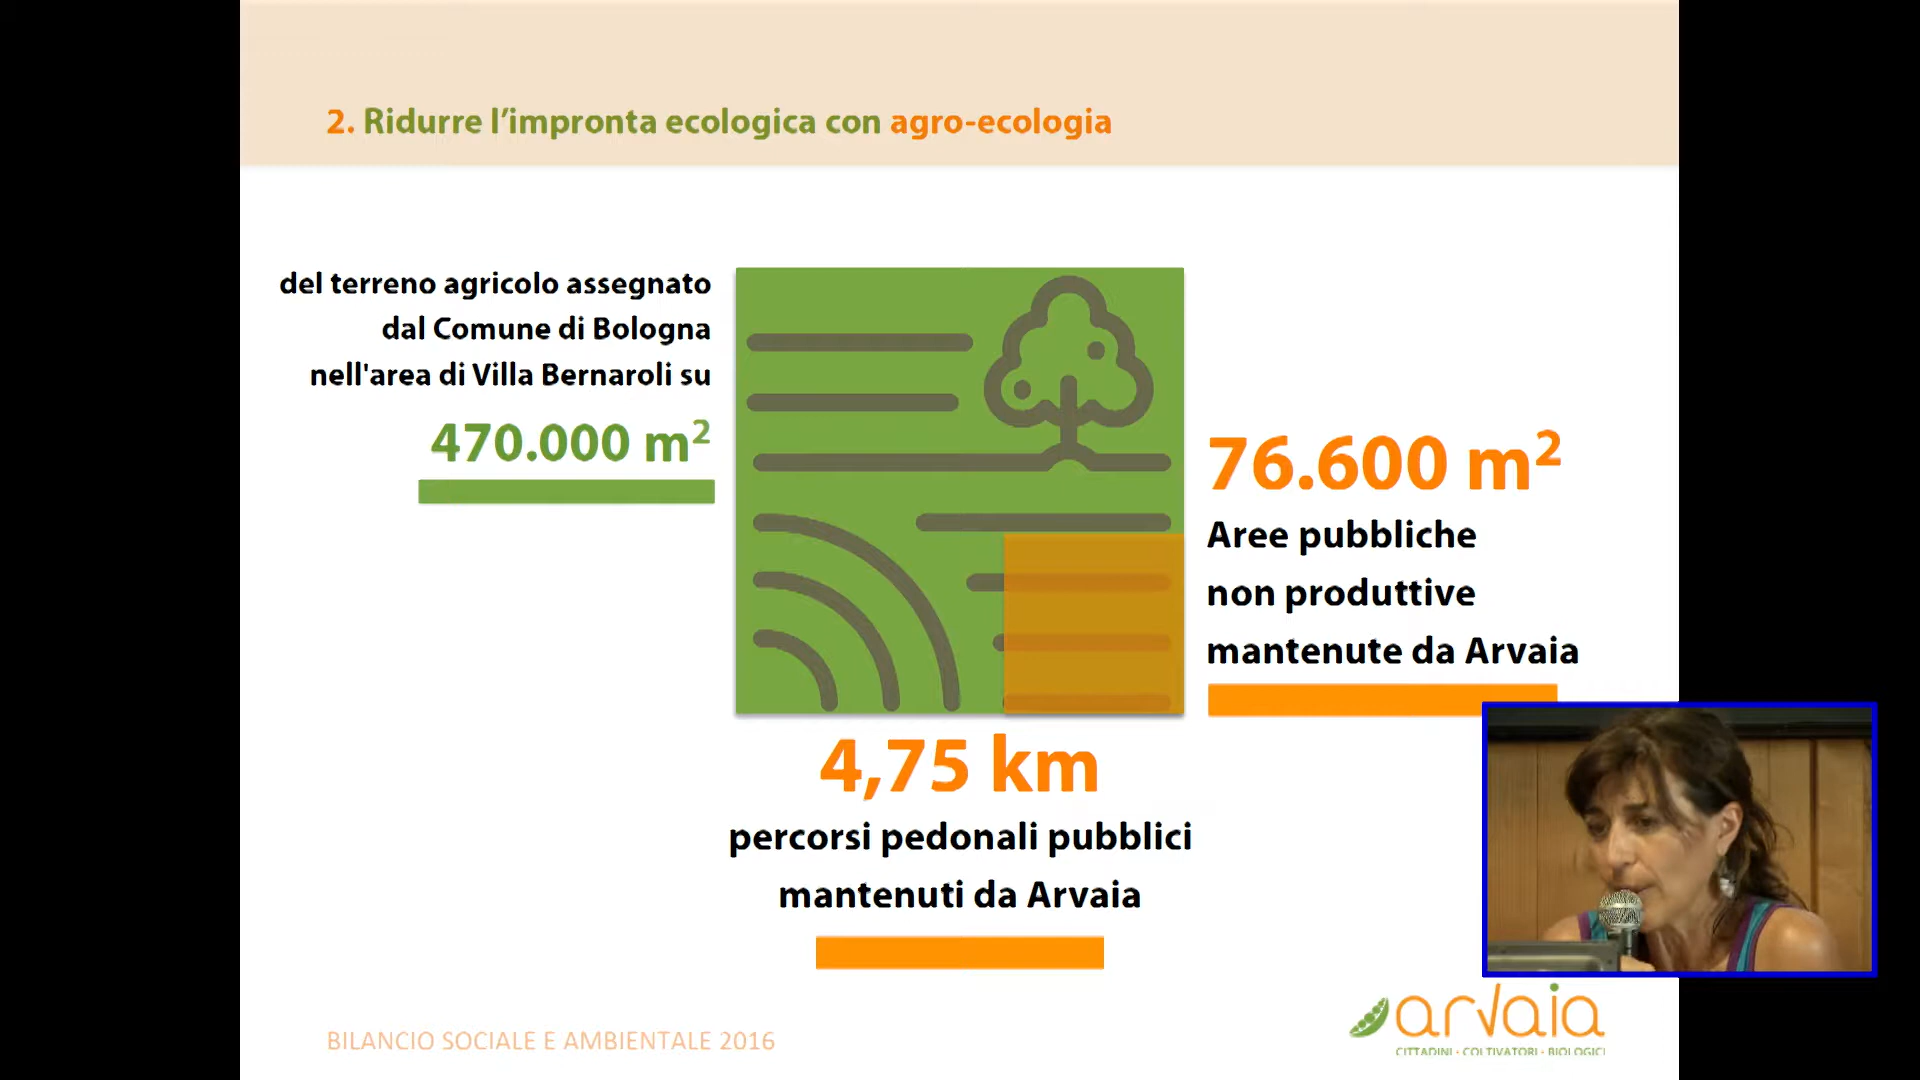 2. Ridurre l’impronta ecologica con agro-ecologia
del terreno agricolo assegnato
dal Comune di Bologna
nell'area di Villa Bernaroli su
470.000 m²
76.600 m²
Aree pubbliche
non produttive
mantenute da Arvaia
4,75 km
percorsi pedonali pubblici
mantenuti da Arvaia
BILANCIO SOCIALE E AMBIENTALE 2016
arvaia
CITTADINI · COLTIVATORI · BIOLOGICI